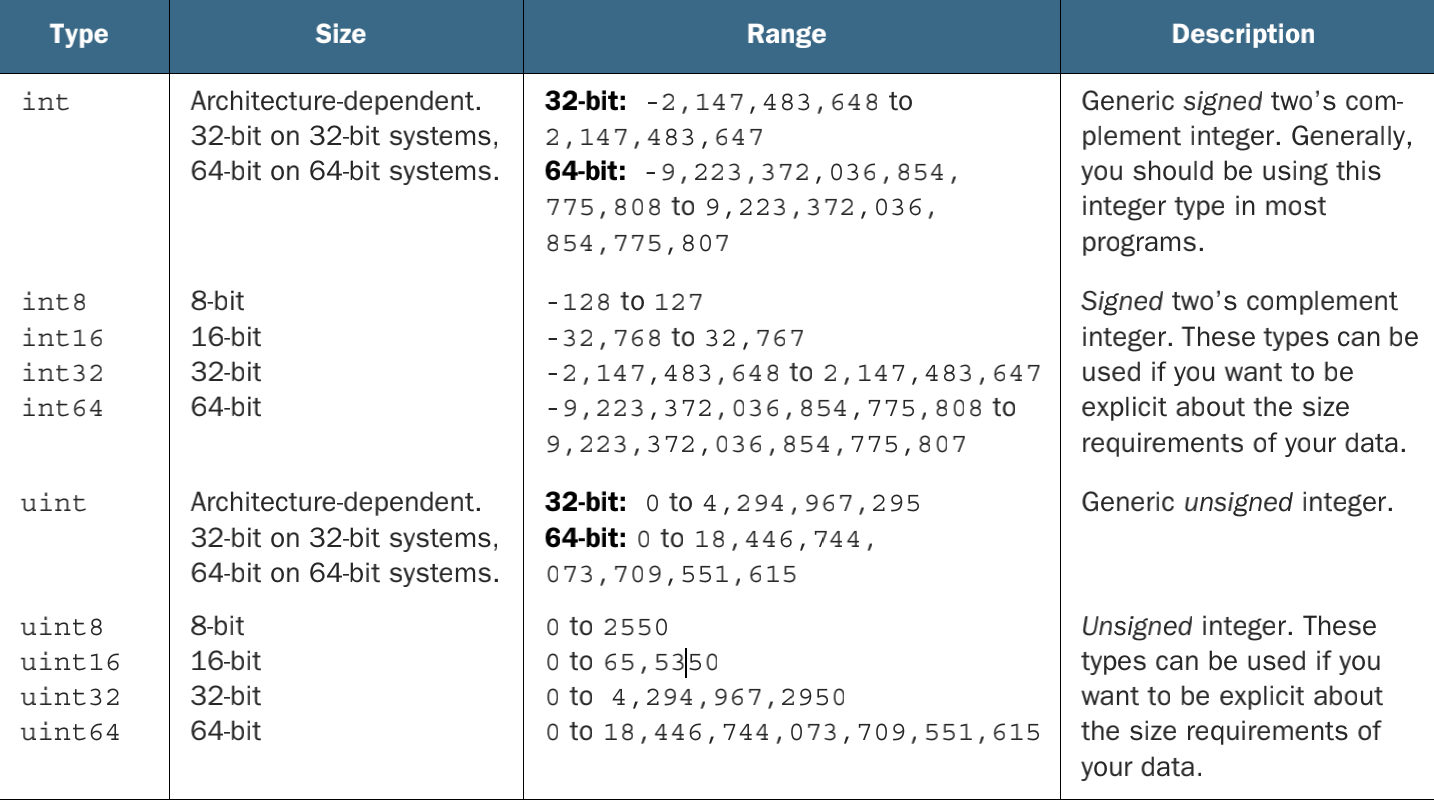 Type Size Range Description
int Architecture-dependent. 32-bit: -2,147,483,648 to Generic signed two’s com-
32-bit on 32-bit systems, 2,147,483,647 plement integer. Generally,
64-bit on 64-bit systems. 64-bit: -9,223,372,036,854, you should be using this
775,808 to 9,223,372,036, integer type in most
854,775,807 programs.
int8 8-bit -128 to 127 Signed two’s complement
int16 16-bit -32,768 to 32,767 integer. These types can be
int32 32-bit -2,147,483,648 to 2,147,483,647 used if you want to be
int64 64-bit -9,223,372,036,854,775,808 to explicit about the size
9,223,372,036,854,775,807 requirements of your data.
uint Architecture-dependent. 32-bit: 0 to 4,294,967,295 Generic unsigned integer.
32-bit on 32-bit systems, 64-bit: 0 to 18,446,744,
64-bit on 64-bit systems. 073,709,551,615
uint8 8-bit 0 to 2550 Unsigned integer. These
uint16 16-bit 0 to 65,5350 types can be used if you
uint32 32-bit 0 to 4,294,967,2950 want to be explicit about
uint64 64-bit 0 to 18,446,744,073,709,551,615 the size requirements of
your data.